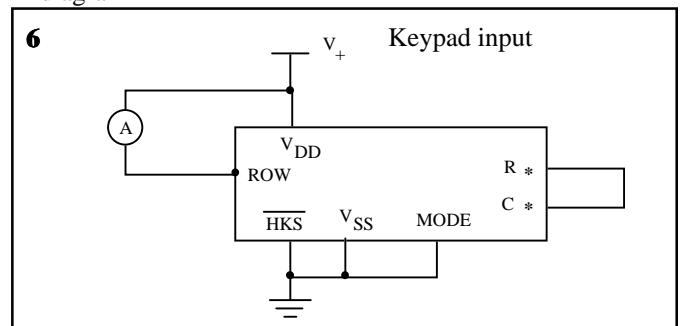 6 Keypad input
V+
A
VDD
ROW
R *
C *
HKS VSS MODE